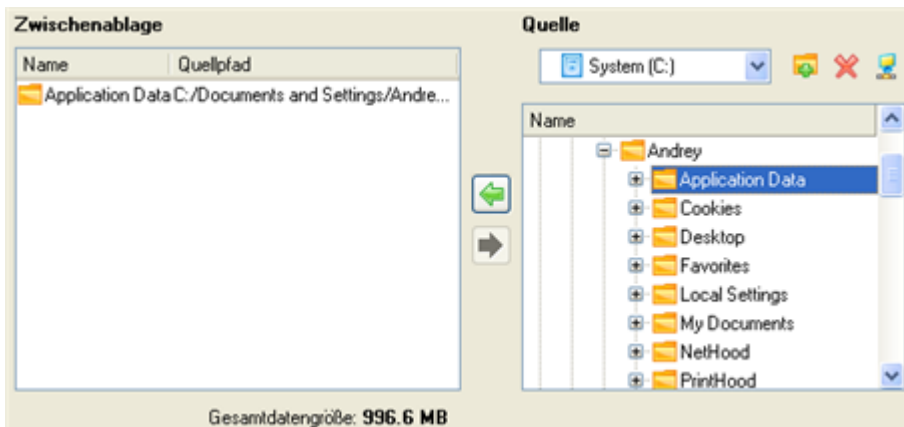 Zwischenablage
Name Quellpfad
Application Data C:/Documents and Settings/Andre...
Gesamtdatengröße: 996.6 MB
Quelle
System (C:)
Name
Andrey
Application Data
Cookies
Desktop
Favorites
Local Settings
My Documents
NetHood
PrintHood